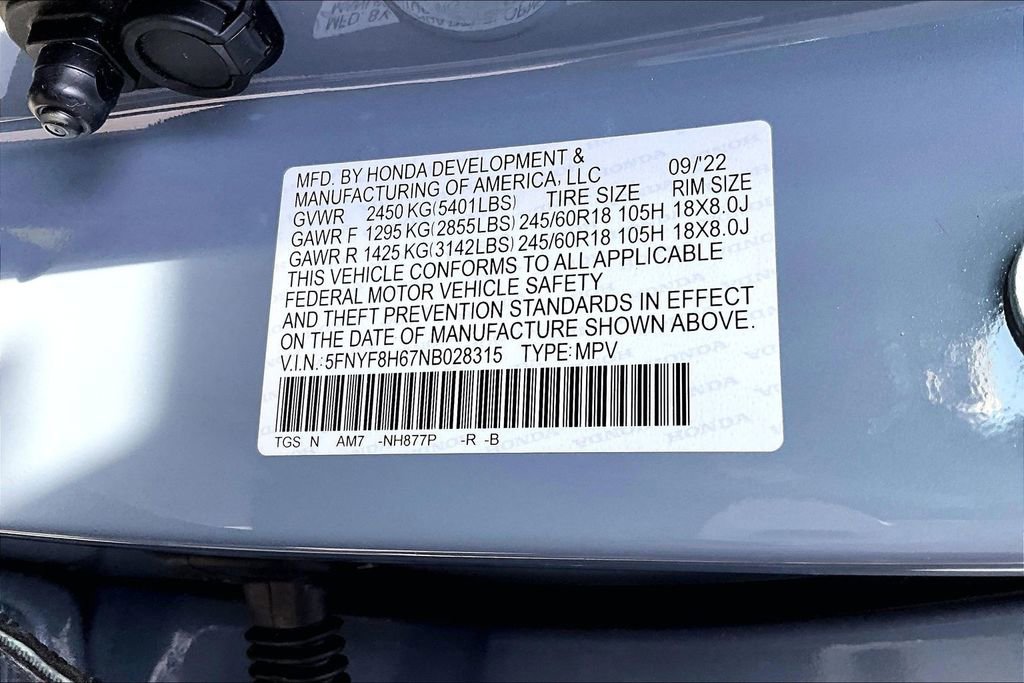 MFD. BY HONDA DEVELOPMENT &
MANUFACTURING OF AMERICA, LLC 09/'22
GVWR 2450 KG(5401LBS) TIRE SIZE RIM SIZE
GAWR F 1295 KG(2855LBS) 245/60R18 105H 18X8.0J
GAWR R 1425 KG(3142LBS) 245/60R18 105H 18X8.0J
THIS VEHICLE CONFORMS TO ALL APPLICABLE
FEDERAL MOTOR VEHICLE SAFETY
AND THEFT PREVENTION STANDARDS IN EFFECT
ON THE DATE OF MANUFACTURE SHOWN ABOVE.
V.I.N.: 5FNYF8H67NB028315 TYPE: MPV
TGS N AM7 -NH877P -R -B